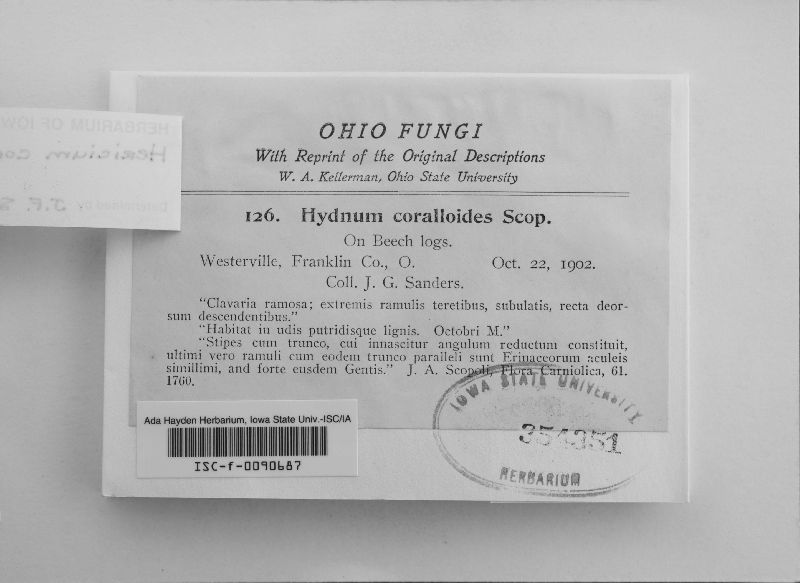 HERBARIUM OF IOW
Hericium co
Determined by J.F.
OHIO FUNGI
With Reprint of the Original Descriptions
W. A. Kellerman, Ohio State University
126. Hydnum coralloides Scop.
On Beech logs.
Westerville, Franklin Co., O. Oct. 22, 1902.
Coll. J. G. Sanders.
"Clavaria ramosa; extremis ramulis teretibus, subulatis, recta deor-
sum descendentibus."
"Habitat in udis putridisque lignis. Octobri M."
"Stipes cum trunco, cui innascitur angulum reductum constituit,
ultimi vero ramuli cum eodem trunco paralleli sunt Erinaceorum aculeis
simillimi, and forte eusdem Gentis." J. A. Scopoli, Flora Carniolica, 61.
1760.
IOWA STATE UNIVERSITY
354351
HERBARIUM
Ada Hayden Herbarium, Iowa State Univ.-ISC/IA
ISC-f-0090687